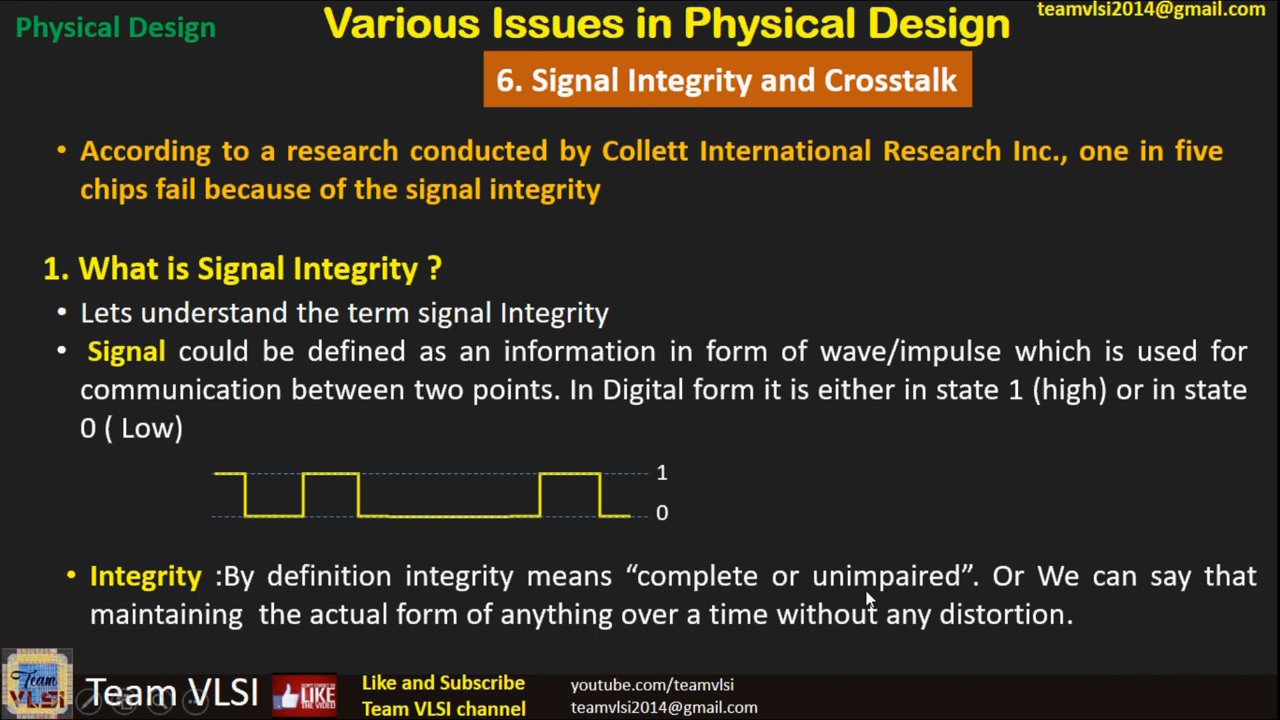 Physical Design
Various Issues in Physical Design
teamvlsi2014@gmail.com
6. Signal Integrity and Crosstalk
• According to a research conducted by Collett International Research Inc., one in five
chips fail because of the signal integrity
1. What is Signal Integrity ?
• Lets understand the term signal Integrity
• Signal could be defined as an information in form of wave/impulse which is used for
communication between two points. In Digital form it is either in state 1 (high) or in state
0 ( Low)
1
0
• Integrity :By definition integrity means “complete or unimpaired”. Or We can say that
maintaining the actual form of anything over a time without any distortion.
Team
VLSI
Team VLSI
LIKE
Like and Subscribe
Team VLSI channel
youtube.com/teamvlsi
teamvlsi2014@gmail.com